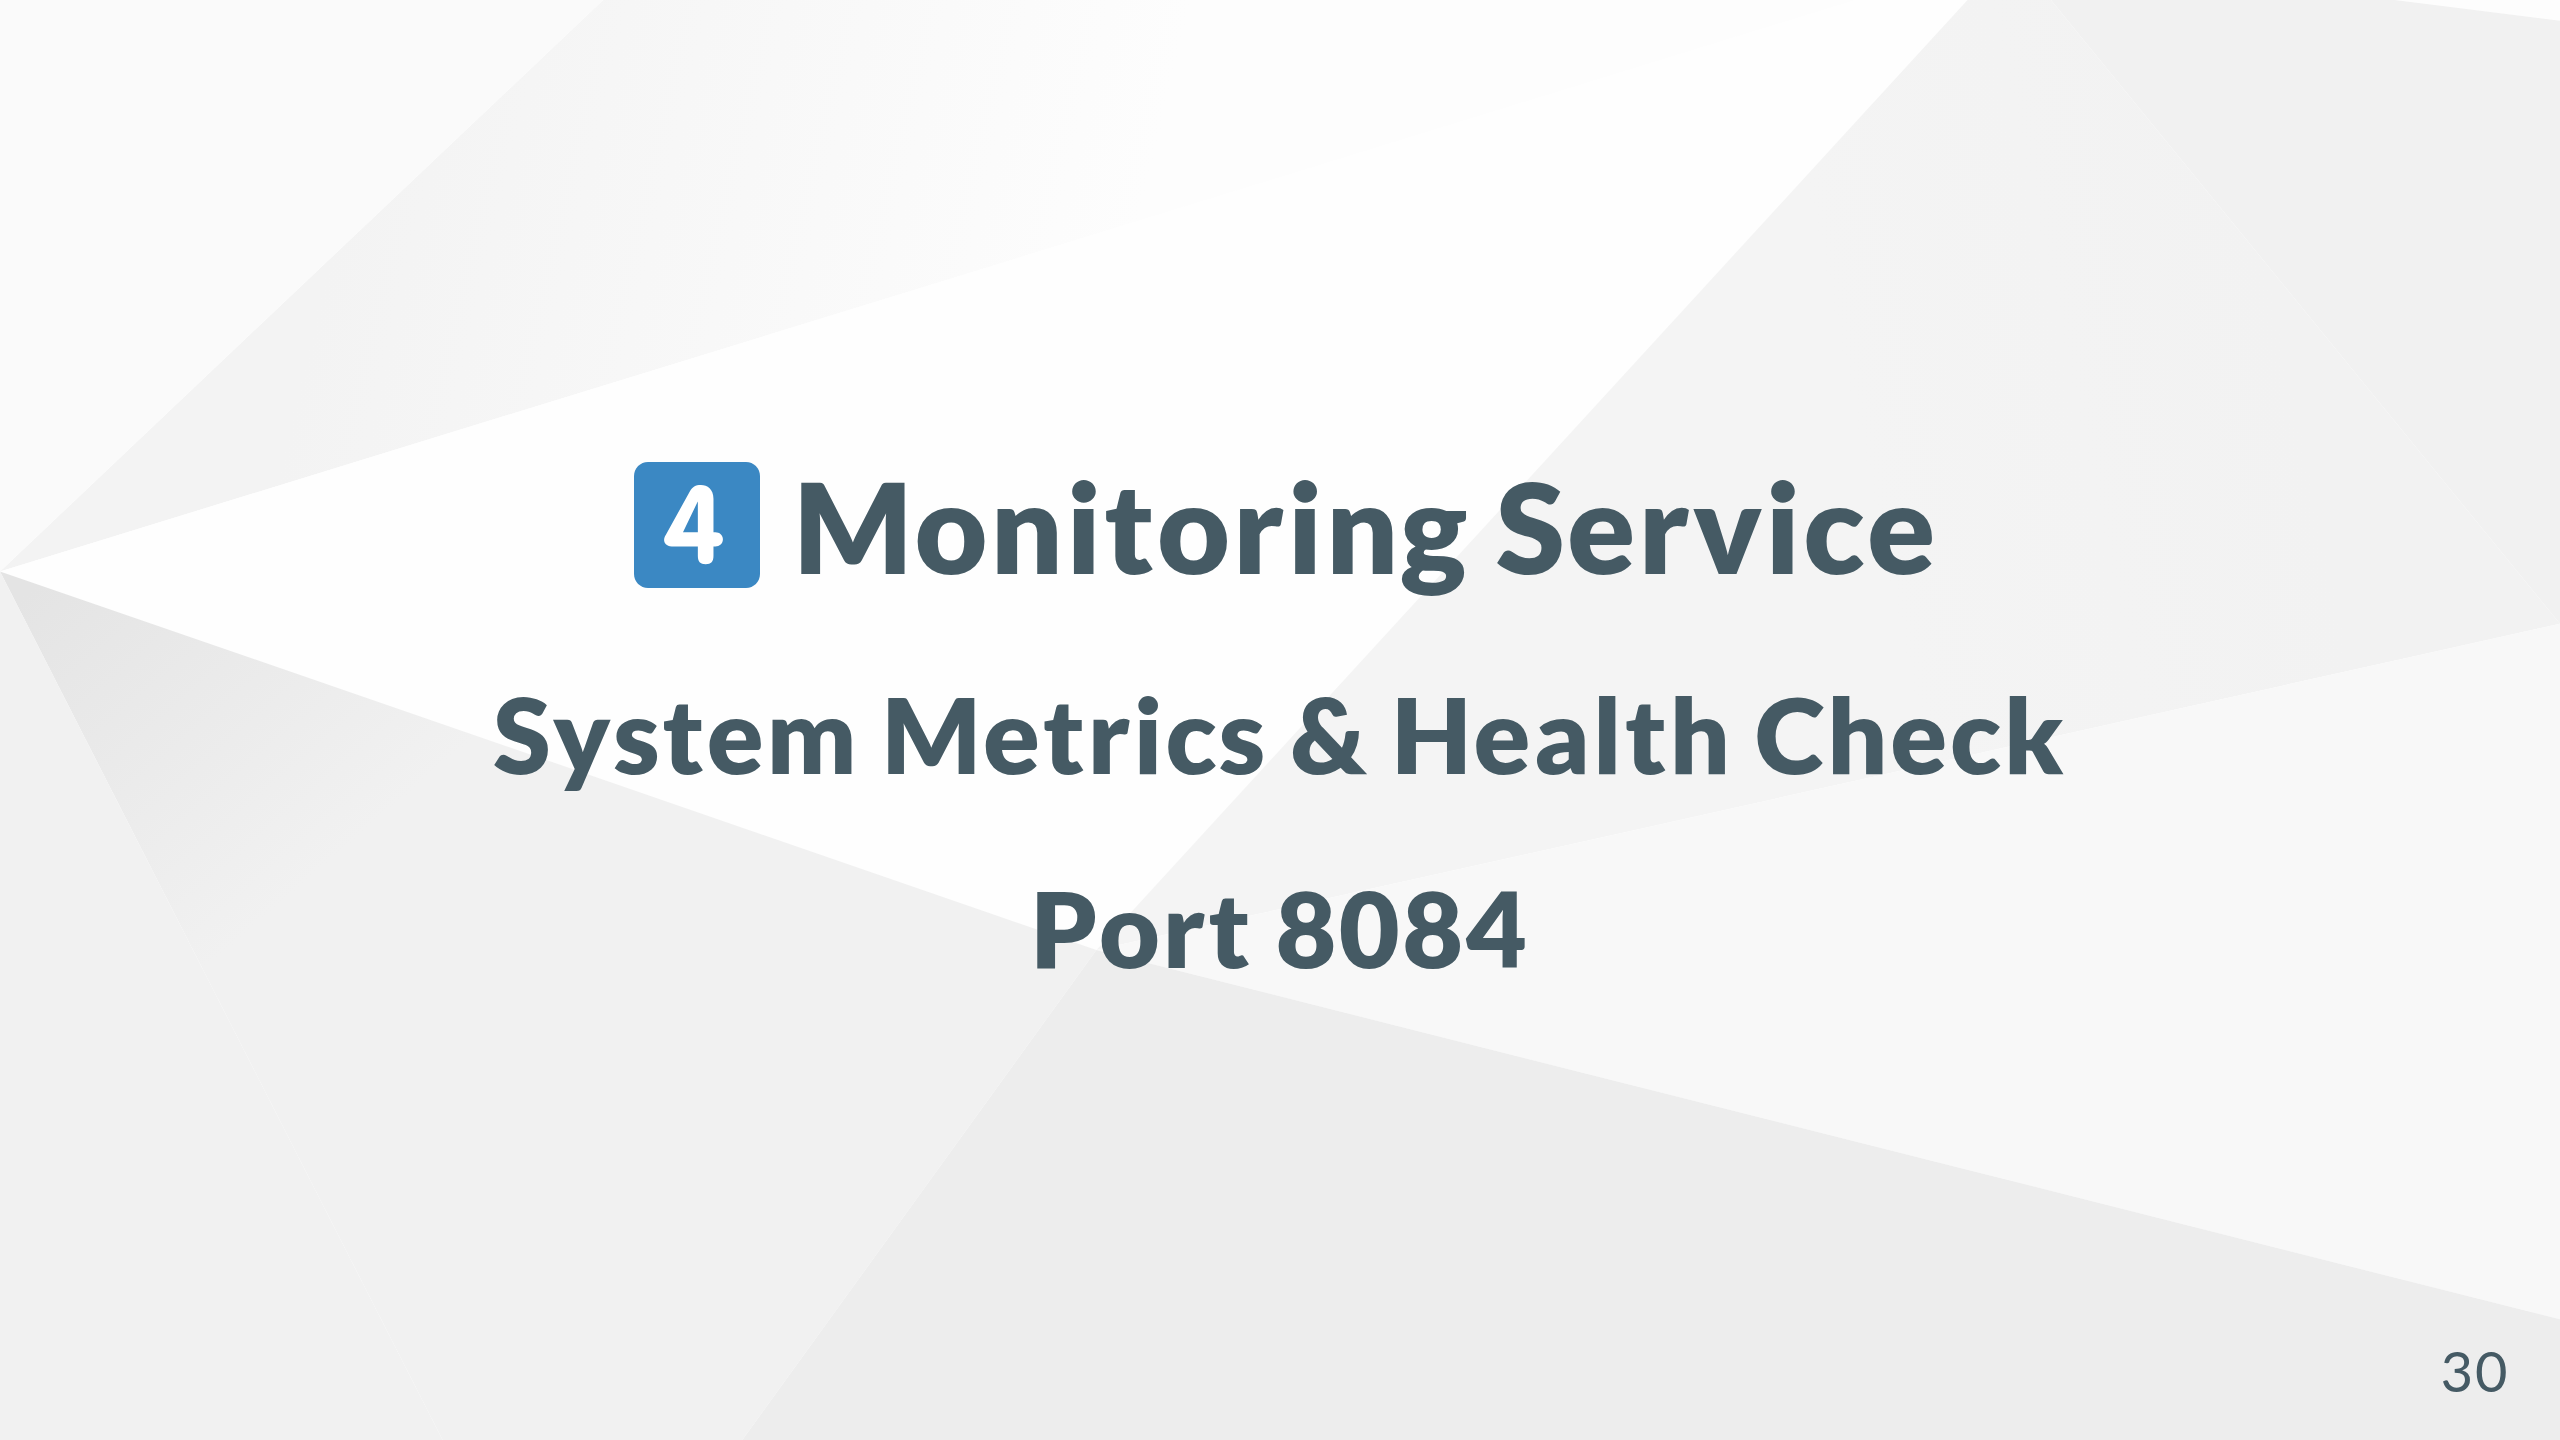 4️⃣ Monitoring Service
System Metrics & Health Check
Port 8084
30